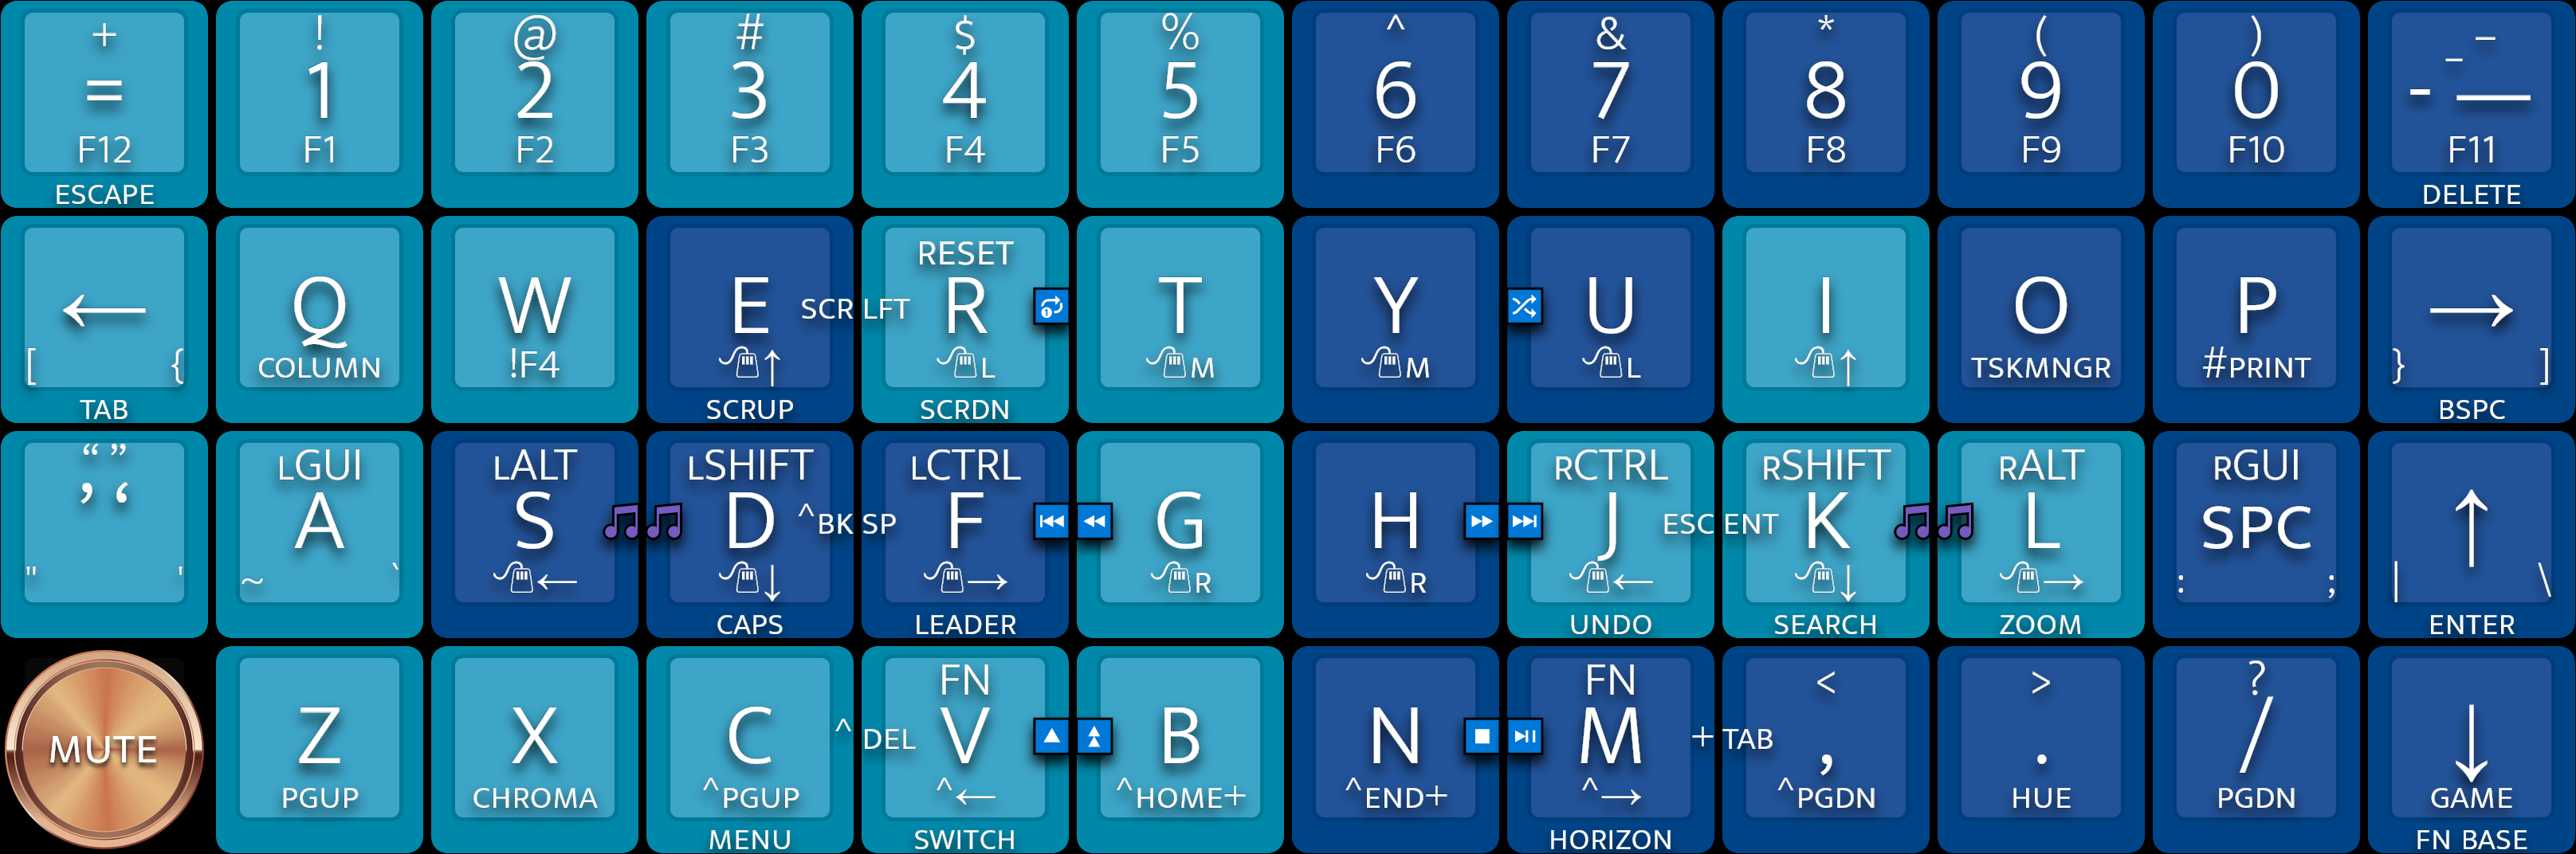 + ! @ # $ % ^ & * ( ) _ –
= 1 2 3 4 5 6 7 8 9 0 - —
F12 F1 F2 F3 F4 F5 F6 F7 F8 F9 F10 F11
ESCAPE DELETE
RESET
← Q W E SCR LFT R T Y U I O P →
[ { COLUMN !F4 ↑ L M M L ↑ TSKMNGR #PRINT } ]
TAB SCRUP SCRDN BSPC
“ ” LGUI LALT LSHIFT LCTRL RCTRL RSHIFT RALT RGUI
’ ‘ A S D ^BK SP F G H J ESC ENT K L SPC ↑
" ' ~ ` ← ↓ → R R ← ↓ → : ; | \
CAPS LEADER UNDO SEARCH ZOOM ENTER
FN FN < > ?
MUTE Z X C ^ DEL V B N M + TAB , . / ↓
PGUP CHROMA ^PGUP ^← ^HOME+ ^END+ ^→ ^PGDN HUE PGDN GAME
MENU SWITCH HORIZON FN BASE